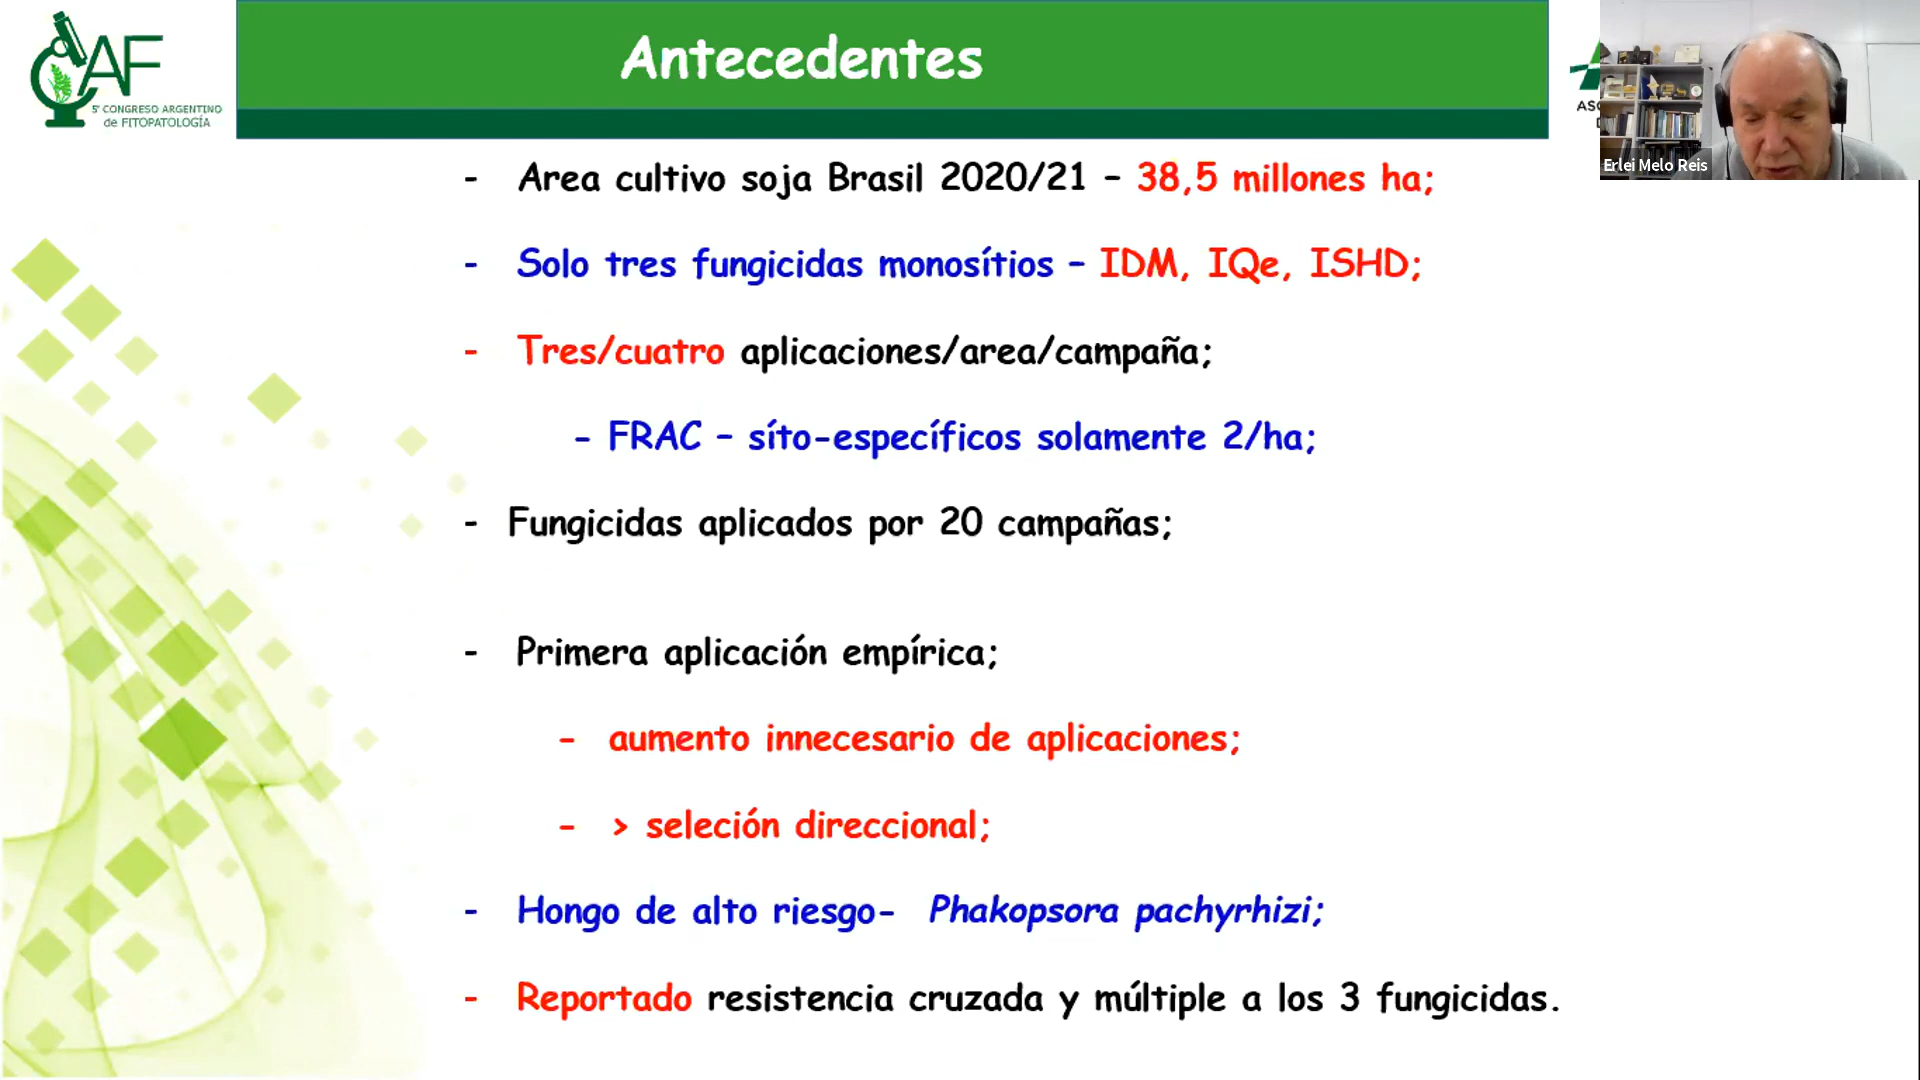 AF
5° CONGRESO ARGENTINO
de FITOPATOLOGÍA
Antecedentes
Erlei Melo Reis
- Area cultivo soja Brasil 2020/21 – 38,5 millones ha;
- Solo tres fungicidas monosítios – IDM, IQe, ISHD;
- Tres/cuatro aplicaciones/area/campaña;
- FRAC – síto-específicos solamente 2/ha;
- Fungicidas aplicados por 20 campañas;
- Primera aplicación empírica;
- aumento innecesario de aplicaciones;
- > seleción direccional;
- Hongo de alto riesgo- Phakopsora pachyrhizi;
- Reportado resistencia cruzada y múltiple a los 3 fungicidas.